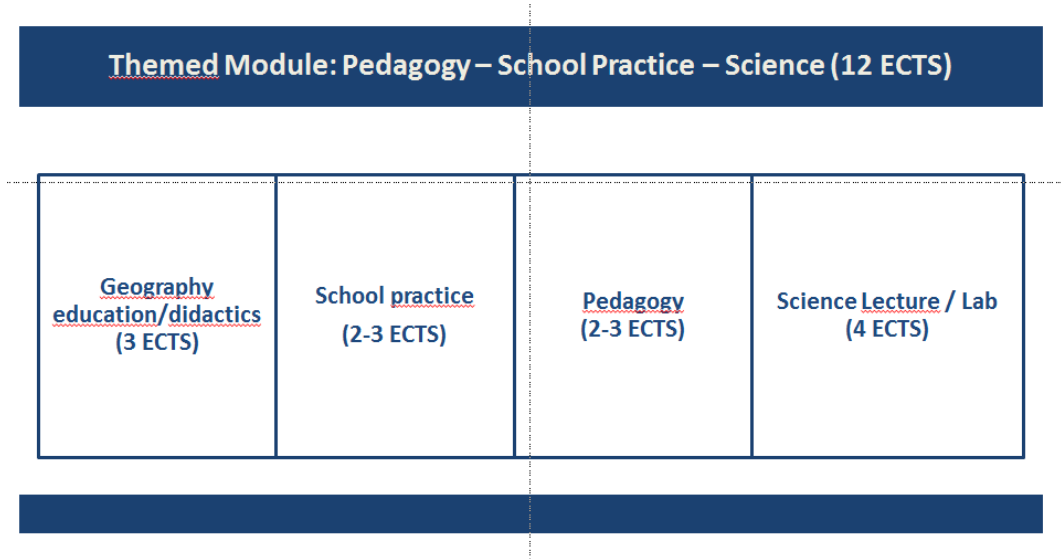 Themed Module: Pedagogy – School Practice – Science (12 ECTS)
Geography
education/didactics
(3 ECTS)
School practice
(2-3 ECTS)
Pedagogy
(2-3 ECTS)
Science Lecture / Lab
(4 ECTS)